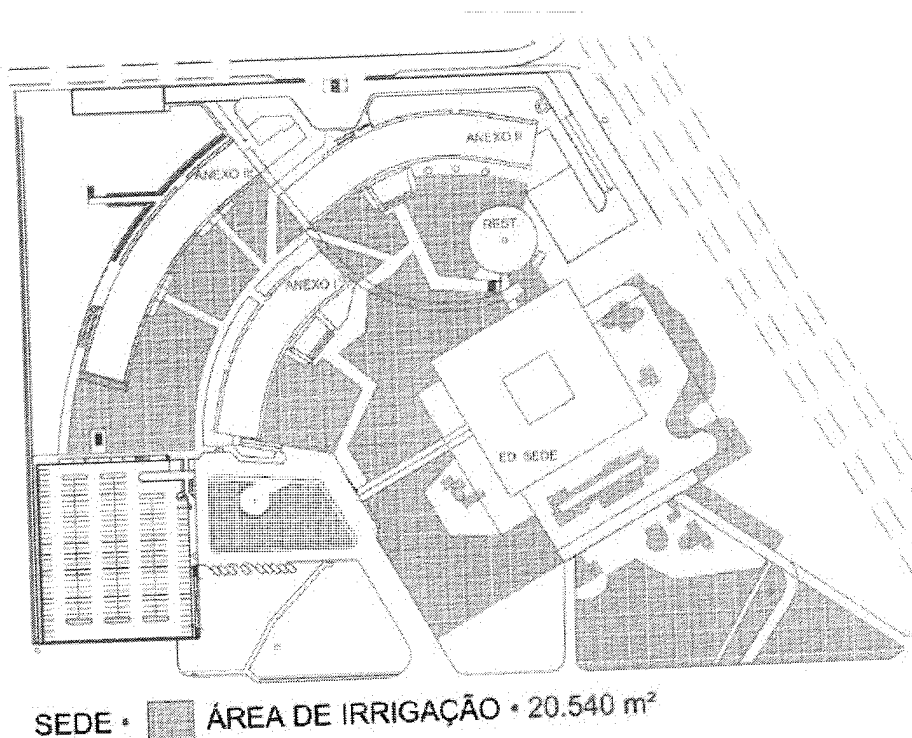 ANEXO II
ANEXO III
REST.
ANEXO I
ED. SEDE
SEDE • ÁREA DE IRRIGAÇÃO • 20.540 m²